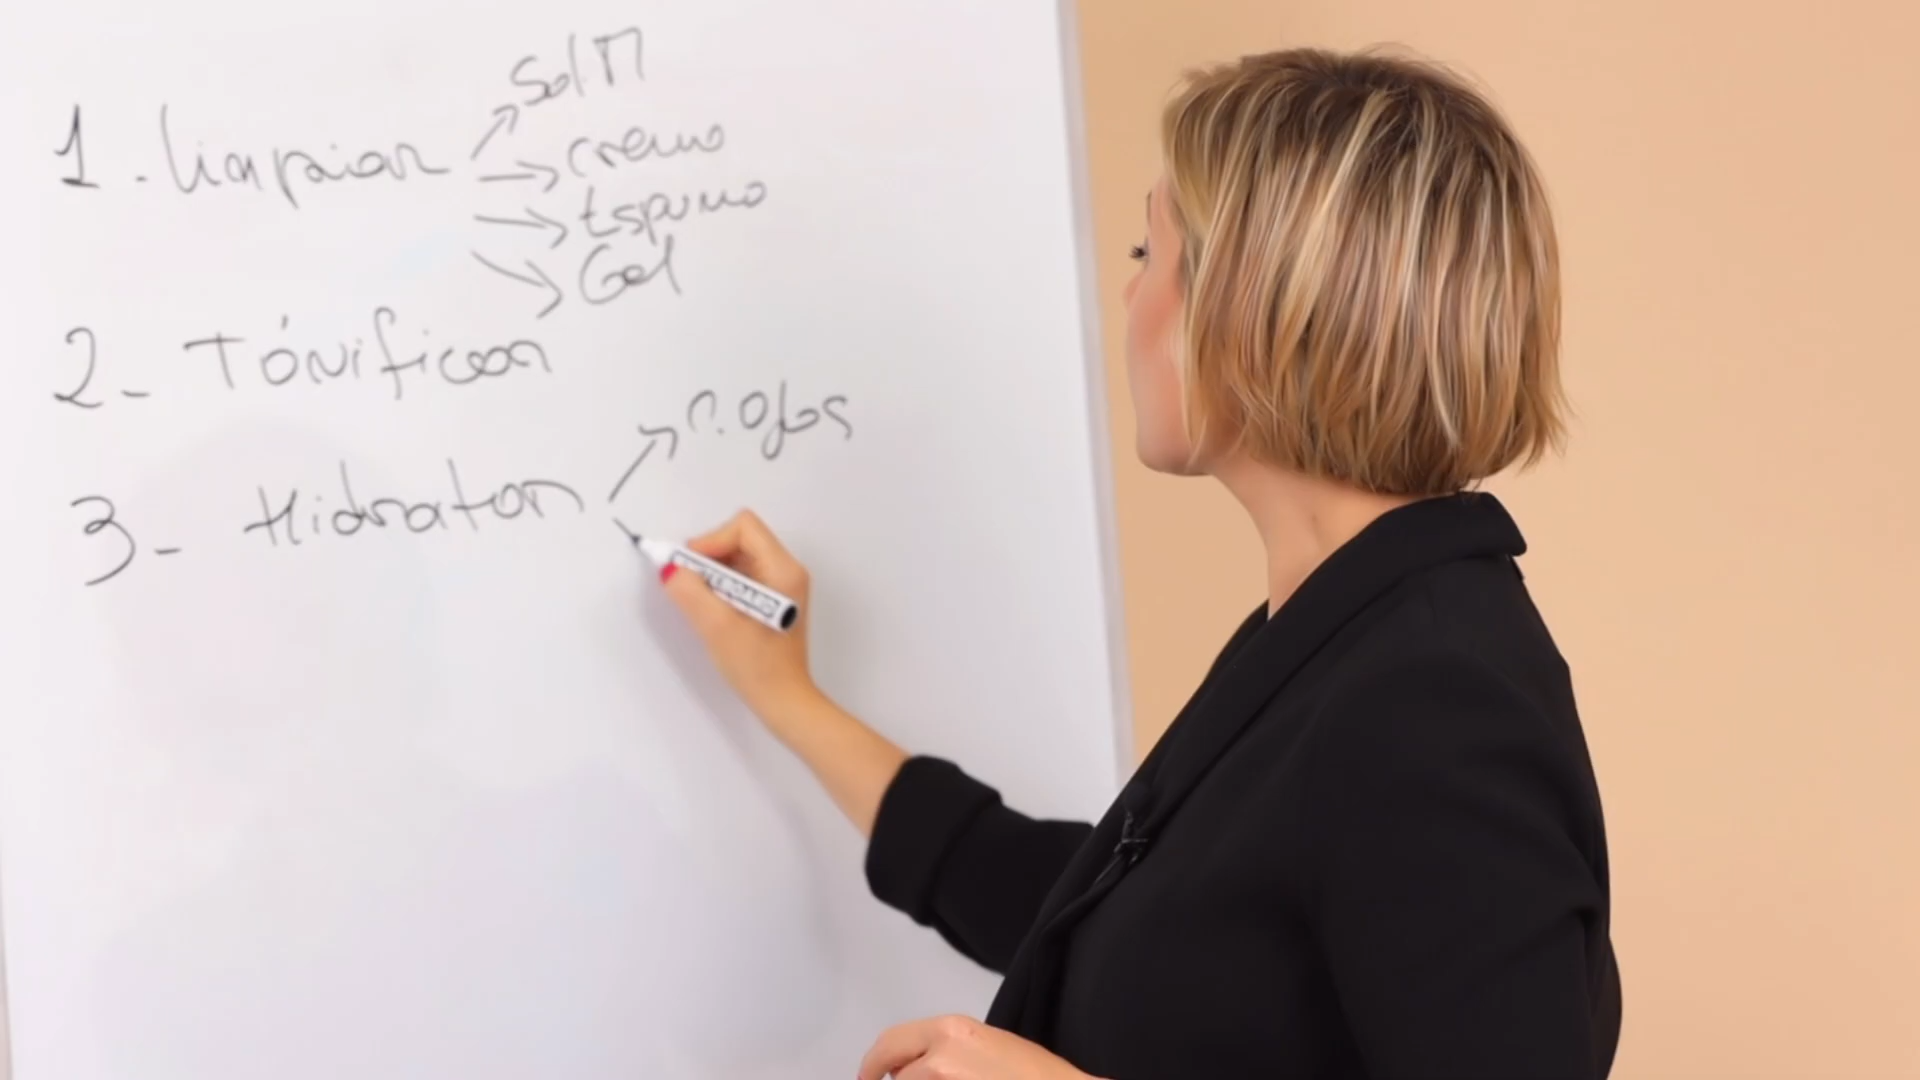 1. Limpiar → Sol M
→ Crema
→ Espuma
→ Gel
2- Tónificar
3- Hidratar → C. Ojos